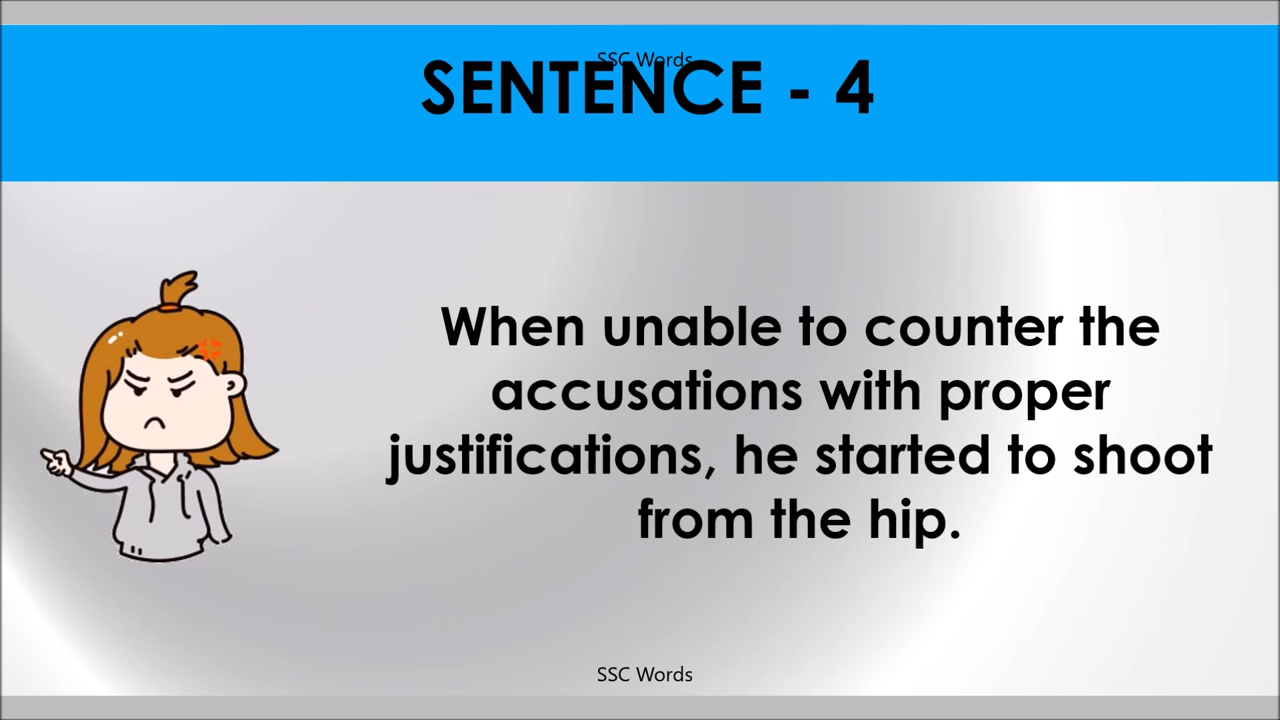 SSC Words
SENTENCE - 4
When unable to counter the
accusations with proper
justifications, he started to shoot
from the hip.
SSC Words